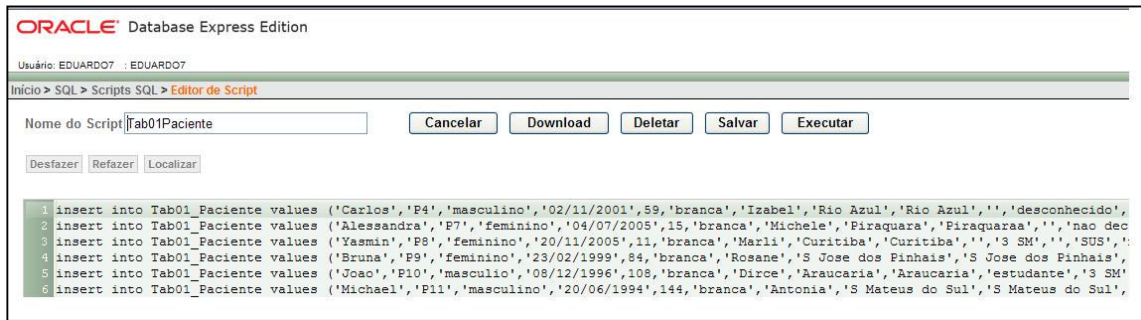 ORACLE Database Express Edition
Usuário: EDUARDO7 : EDUARDO7
Início > SQL > Scripts SQL > Editor de Script
Nome do Script Tab01Paciente Cancelar Download Deletar Salvar Executar
Desfazer Refazer Localizar
1 insert into Tab01_Paciente values ('Carlos','P4','masculino','02/11/2001',59,'branca','Izabel','Rio Azul','Rio Azul','','desconhecido',
2 insert into Tab01_Paciente values ('Alessandra','P7','feminino','04/07/2005',15,'branca','Michele','Piraquara','Piraquaraa','','nao dec
3 insert into Tab01_Paciente values ('Yasmin','P8','feminino','20/11/2005',11,'branca','Marli','Curitiba','Curitiba','','3 SM','','SUS','
4 insert into Tab01_Paciente values ('Bruna','P9','feminino','23/02/1999',84,'branca','Rosane','S Jose dos Pinhais','S Jose dos Pinhais',
5 insert into Tab01_Paciente values ('Joao','P10','masculio','08/12/1996',108,'branca','Dirce','Araucaria','Araucaria','estudante','3 SM'
6 insert into Tab01_Paciente values ('Michael','P11','masculino','20/06/1994',144,'branca','Antonia','S Mateus do Sul','S Mateus do Sul',